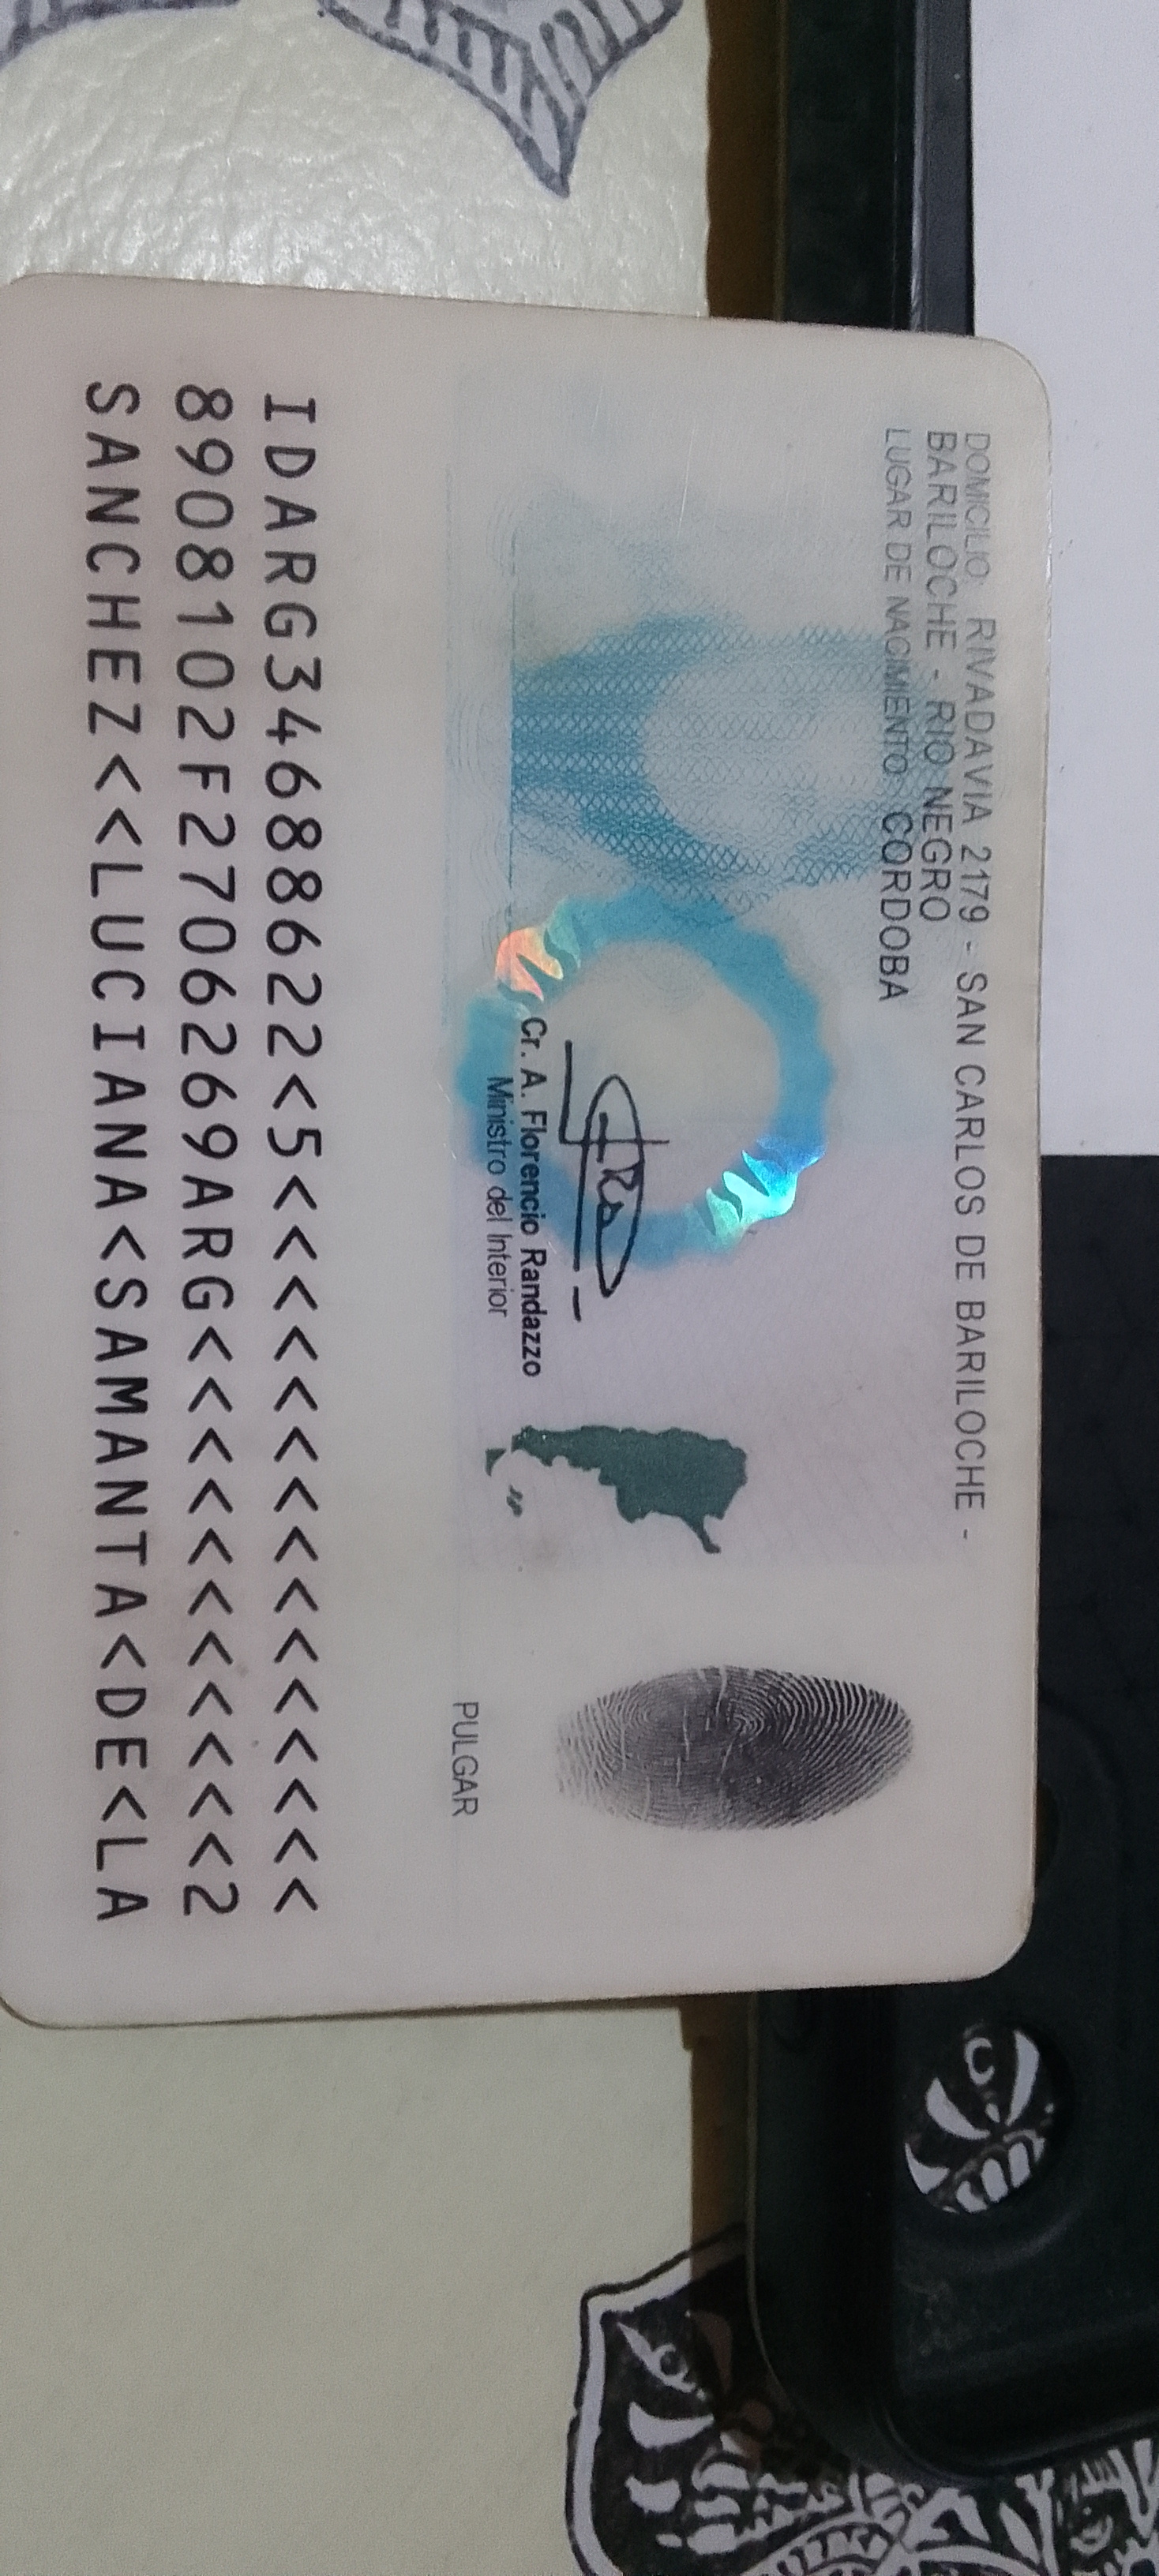 DOMICILIO: RIVADAVIA 2179 - SAN CARLOS DE BARILOCHE -
BARILOCHE - RIO NEGRO
LUGAR DE NACIMIENTO: CORDOBA
Cr. A. Florencio Randazzo
Ministro del Interior
PULGAR
IDARG34688622<5<<<<<<<<<<<<<<<
8908102F2706269ARG<<<<<<<<<<<2
SANCHEZ<<LUCIANA<SAMANTA<DE<LA